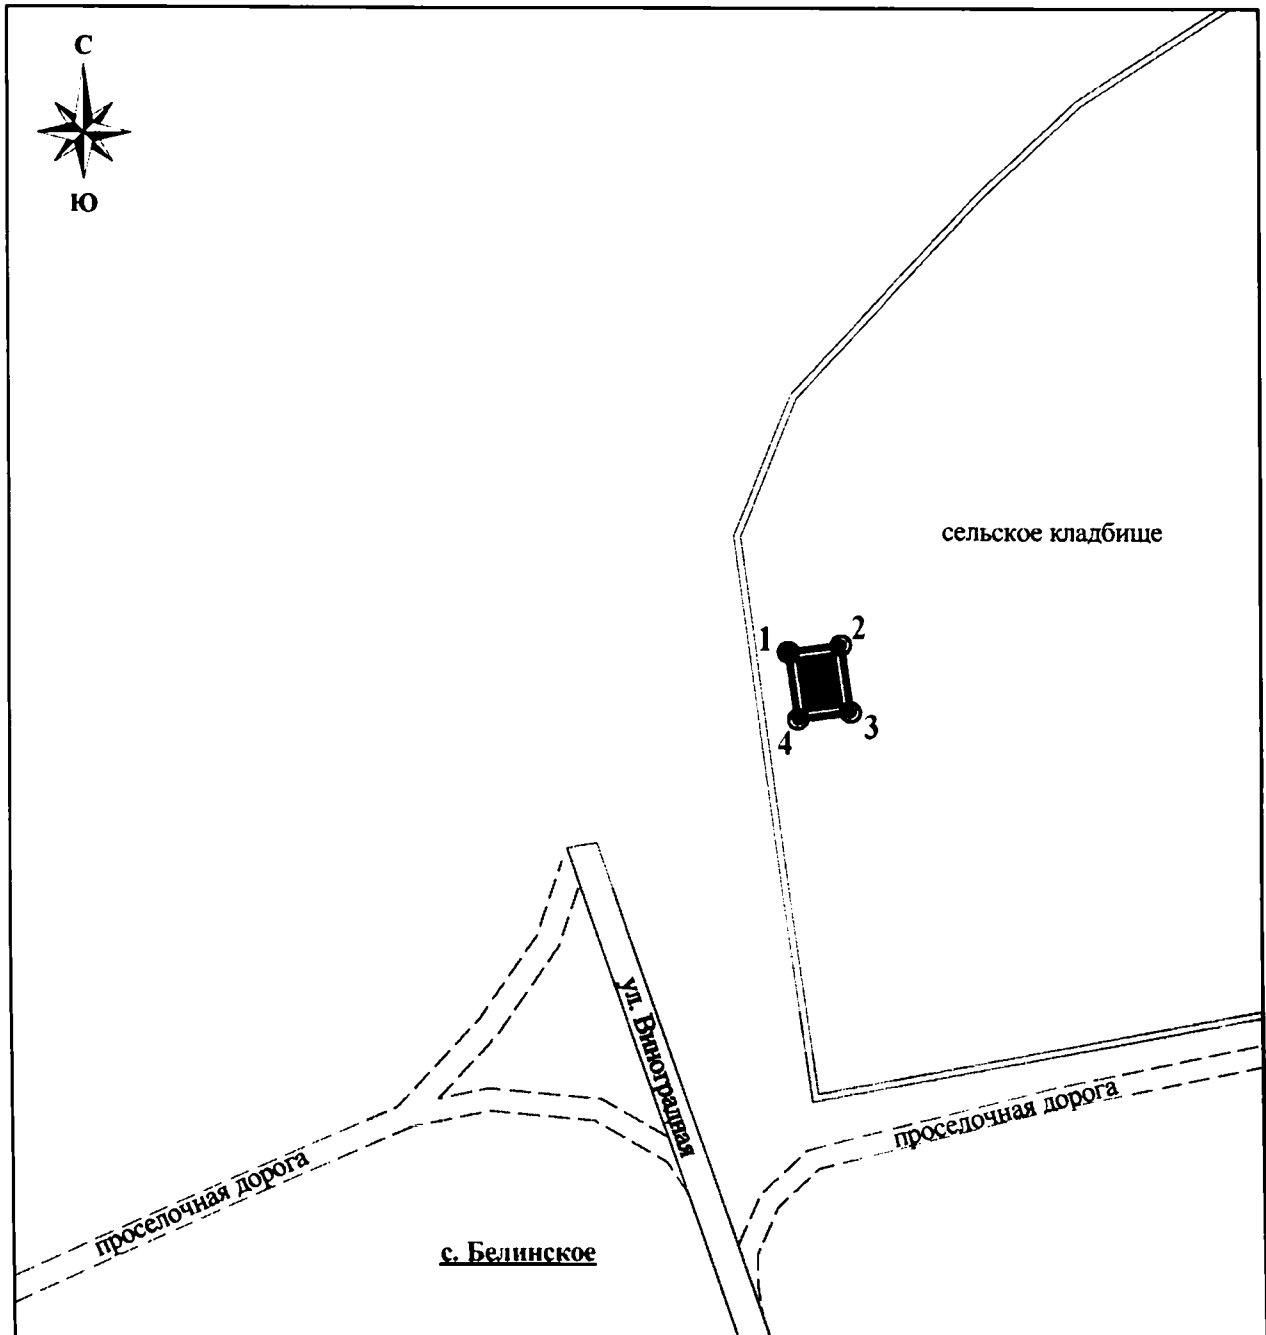 С
Ю
сельское кладбище
1
2
3
4
ул. Виноградная
проселочная дорога
проселочная дорога
с. Белинское